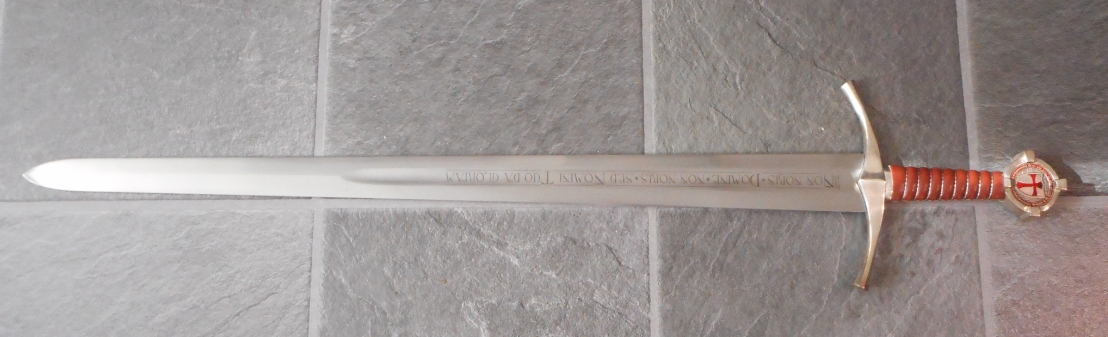 NON NOBIS • DOMINE • NON NOBIS • SED NOMINI TUO DA GLORIAM